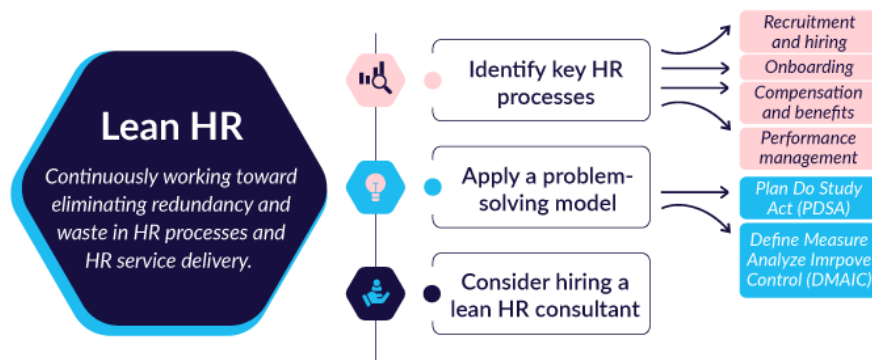 Lean HR
Continuously working toward
eliminating redundancy and
waste in HR processes and
HR service delivery.
Identify key HR
processes
Recruitment
and hiring
Onboarding
Compensation
and benefits
Performance
management
Apply a problem-
solving model
Plan Do Study
Act (PDSA)
Define Measure
Analyze Imrpove
Control (DMAIC)
Consider hiring a
lean HR consultant